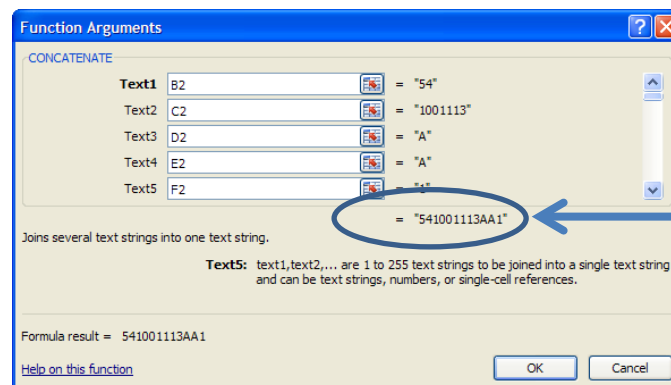 Function Arguments
CONCATENATE
Text1 B2 = "54"
Text2 C2 = "1001113"
Text3 D2 = "A"
Text4 E2 = "A"
Text5 F2 = "1"
= "541001113AA1"
Joins several text strings into one text string.
Text5: text1,text2,... are 1 to 255 text strings to be joined into a single text string
and can be text strings, numbers, or single-cell references.
Formula result = 541001113AA1
Help on this function OK Cancel